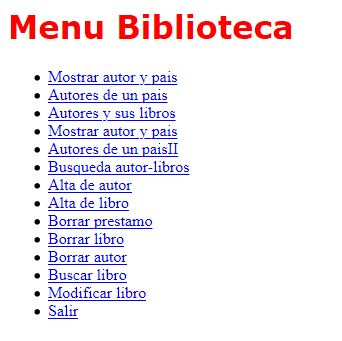 Menu Biblioteca
Mostrar autor y pais
Autores de un pais
Autores y sus libros
Mostrar autor y pais
Autores de un paisII
Busqueda autor-libros
Alta de autor
Alta de libro
Borrar prestamo
Borrar libro
Borrar autor
Buscar libro
Modificar libro
Salir